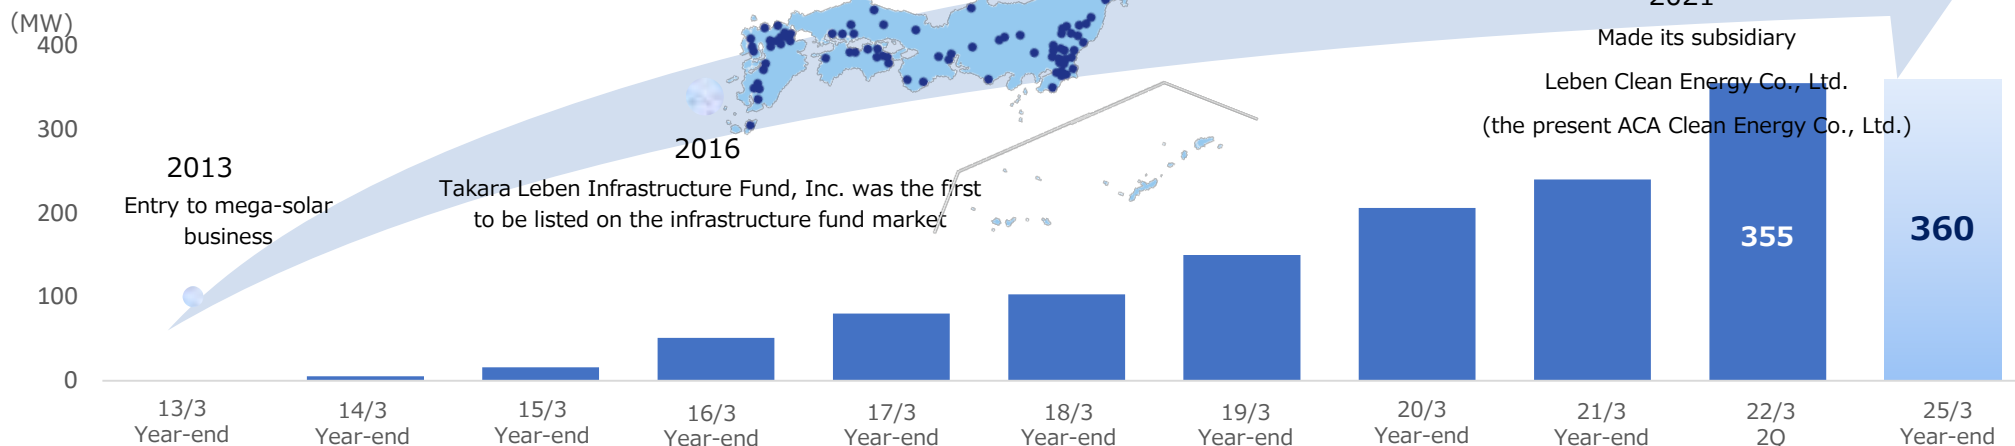 (MW)
400
300
200
100
0
2013
Entry to mega-solar
business
2016
Takara Leben Infrastructure Fund, Inc. was the first
to be listed on the infrastructure fund market
2021
Made its subsidiary
Leben Clean Energy Co., Ltd.
(the present ACA Clean Energy Co., Ltd.)
355
360
13/3
Year-end
14/3
Year-end
15/3
Year-end
16/3
Year-end
17/3
Year-end
18/3
Year-end
19/3
Year-end
20/3
Year-end
21/3
Year-end
22/3
2Q
25/3
Year-end